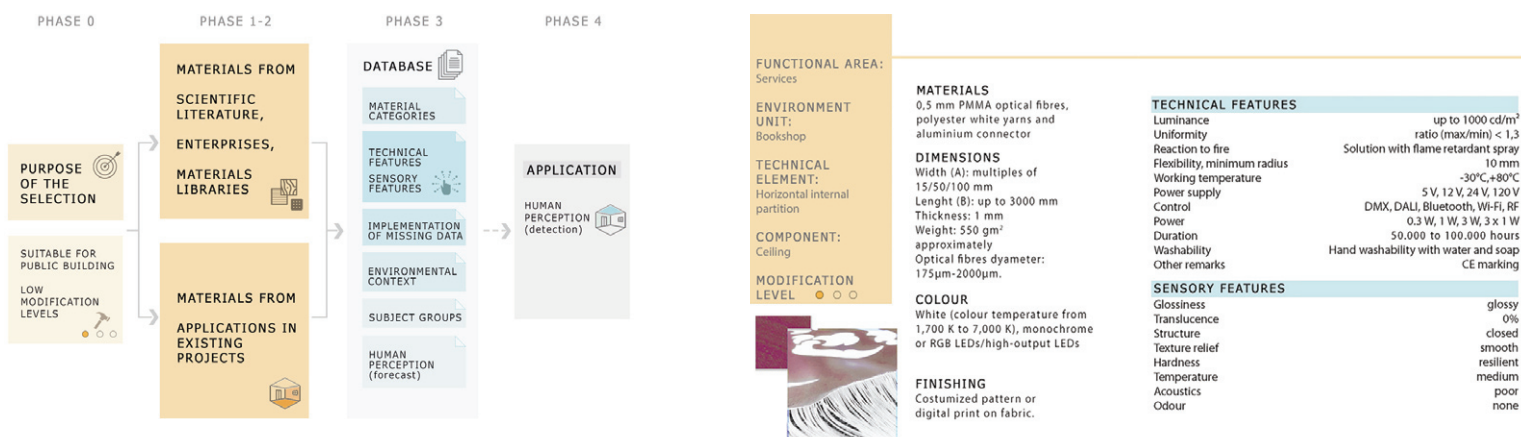 PHASE 0
PHASE 1-2
PHASE 3
PHASE 4
PURPOSE
OF THE
SELECTION
SUITABLE FOR
PUBLIC BUILDING
LOW
MODIFICATION
LEVELS
MATERIALS FROM
SCIENTIFIC
LITERATURE,
ENTERPRISES,
MATERIALS
LIBRARIES
MATERIALS FROM
APPLICATIONS IN
EXISTING
PROJECTS
DATABASE
MATERIAL
CATEGORIES
TECHNICAL
FEATURES
SENSORY
FEATURES
IMPLEMENTATION
OF MISSING DATA
ENVIRONMENTAL
CONTEXT
SUBJECT GROUPS
HUMAN
PERCEPTION
(forecast)
APPLICATION
HUMAN
PERCEPTION
(detection)
FUNCTIONAL AREA:
Services
ENVIRONMENT
UNIT:
Bookshop
TECHNICAL
ELEMENT:
Horizontal internal
partition
COMPONENT:
Ceiling
MODIFICATION
LEVEL
MATERIALS
0,5 mm PMMA optical fibres,
polyester white yarns and
aluminium connector
DIMENSIONS
Width (A): multiples of
15/50/100 mm
Lenght (B): up to 3000 mm
Thickness: 1 mm
Weight: 550 gm²
approximately
Optical fibres dyameter:
175µm-2000µm.
COLOUR
White (colour temperature from
1,700 K to 7,000 K), monochrome
or RGB LEDs/high-output LEDs
FINISHING
Costumized pattern or
digital print on fabric.
TECHNICAL FEATURES
Luminance up to 1000 cd/m²
Uniformity ratio (max/min) < 1,3
Reaction to fire Solution with flame retardant spray
Flexibility, minimum radius 10 mm
Working temperature -30°C,+80°C
Power supply 5 V, 12 V, 24 V, 120 V
Control DMX, DALI, Bluetooth, Wi-Fi, RF
Power 0.3 W, 1 W, 3 W, 3 x 1 W
Duration 50.000 to 100.000 hours
Washability Hand washability with water and soap
Other remarks CE marking
SENSORY FEATURES
Glossiness glossy
Translucence 0%
Structure closed
Texture relief smooth
Hardness resilient
Temperature medium
Acoustics poor
Odour none